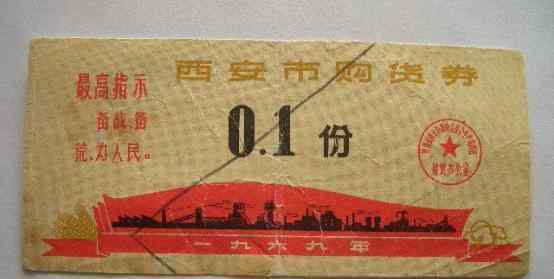 西安市购货券
最高指示
备战、备
荒、为人民。
0.1 份
一九六九年